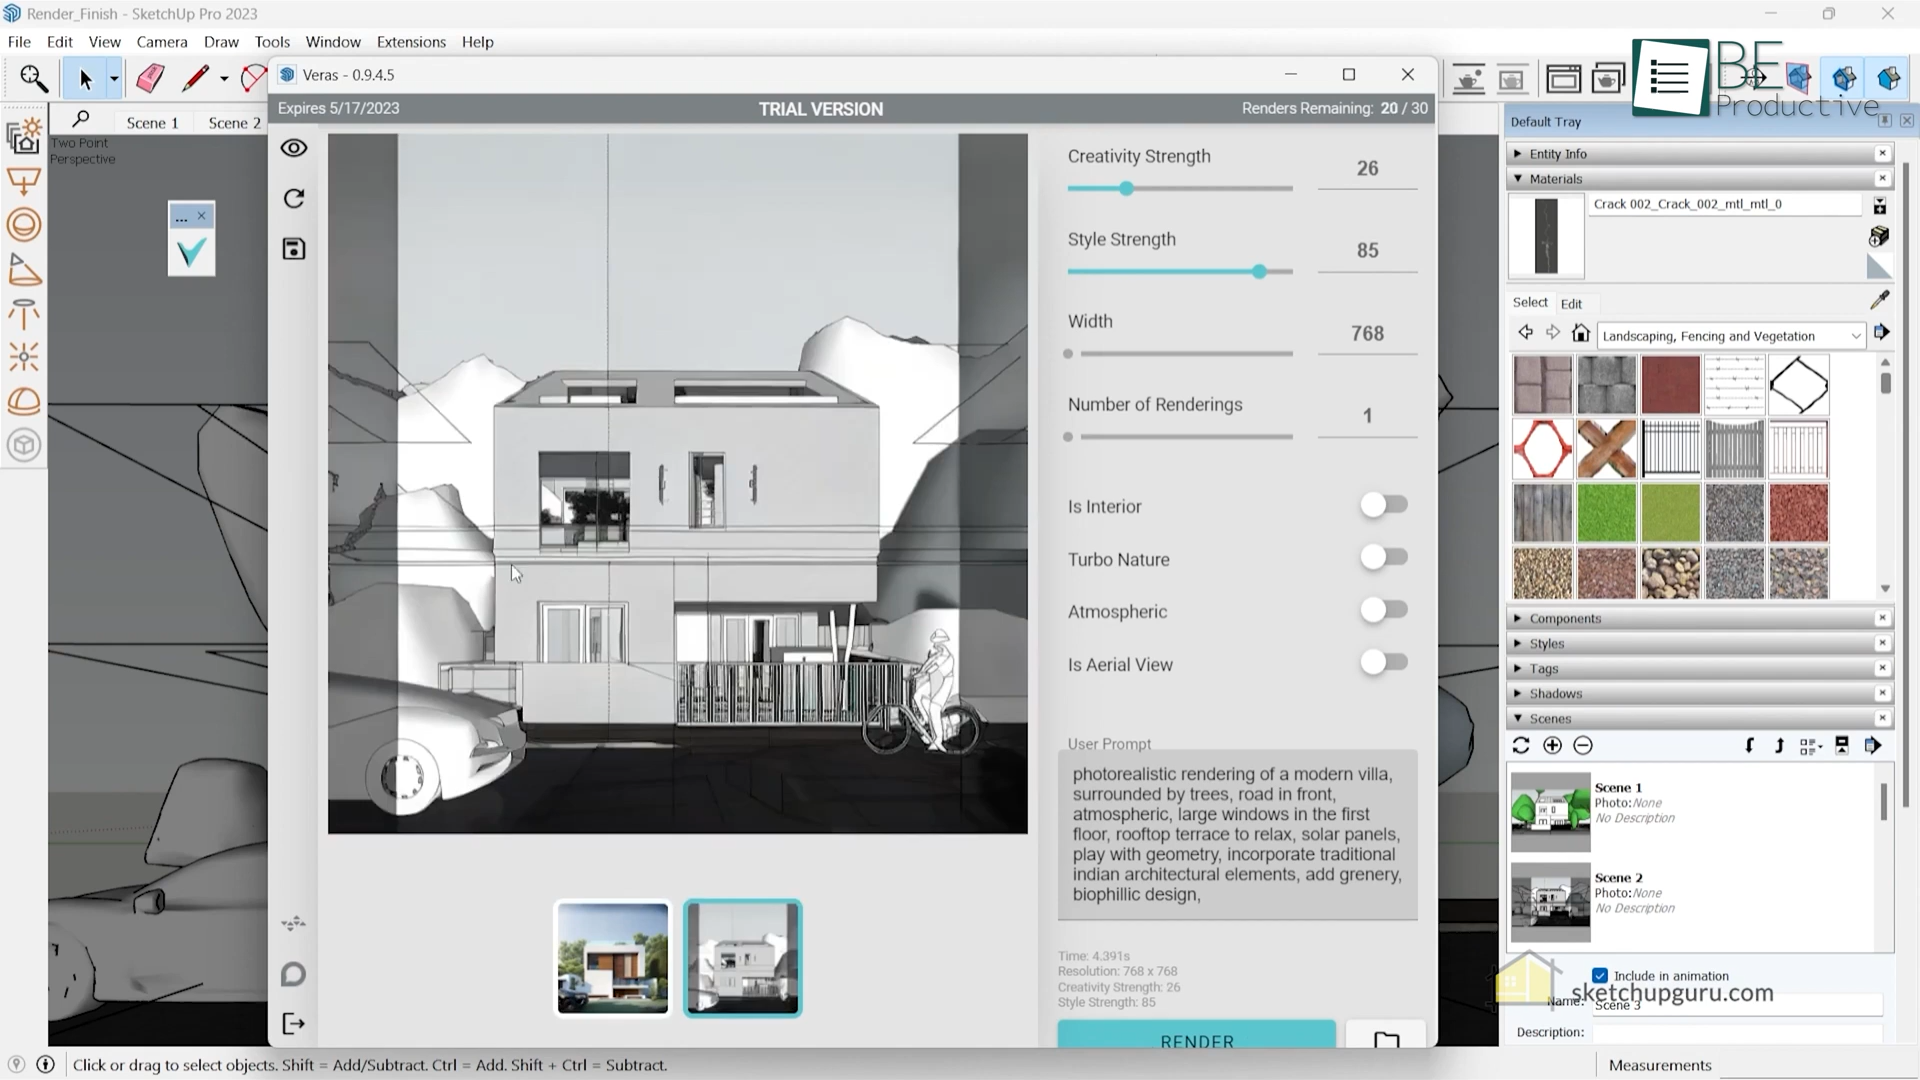 Render_Finish - SketchUp Pro 2023
File Edit View Camera Draw Tools Window Extensions Help
BE
Productive
Veras - 0.9.4.5
Expires 5/17/2023
TRIAL VERSION
Renders Remaining: 20 / 30
Scene 1 Scene 2
Two Point
Perspective
...
Creativity Strength 26
Style Strength 85
Width 768
Number of Renderings 1
Is Interior
Turbo Nature
Atmospheric
Is Aerial View
User Prompt
photorealistic rendering of a modern villa,
surrounded by trees, road in front,
atmospheric, large windows in the first
floor, rooftop terrace to relax, solar panels,
play with geometry, incorporate traditional
indian architectural elements, add grenery,
biophillic design,
Time: 4.391s
Resolution: 768 x 768
Creativity Strength: 26
Style Strength: 85
RENDER
Default Tray
Entity Info
Materials
Crack 002_Crack_002_mtl_mtl_0
Select Edit
Landscaping, Fencing and Vegetation
Components
Styles
Tags
Shadows
Scenes
Scene 1
Photo: None
No Description
Scene 2
Photo: None
No Description
Include in animation
sketchupguru.com
Name: Scene 3
Description:
Click or drag to select objects. Shift = Add/Subtract. Ctrl = Add. Shift + Ctrl = Subtract.
Measurements